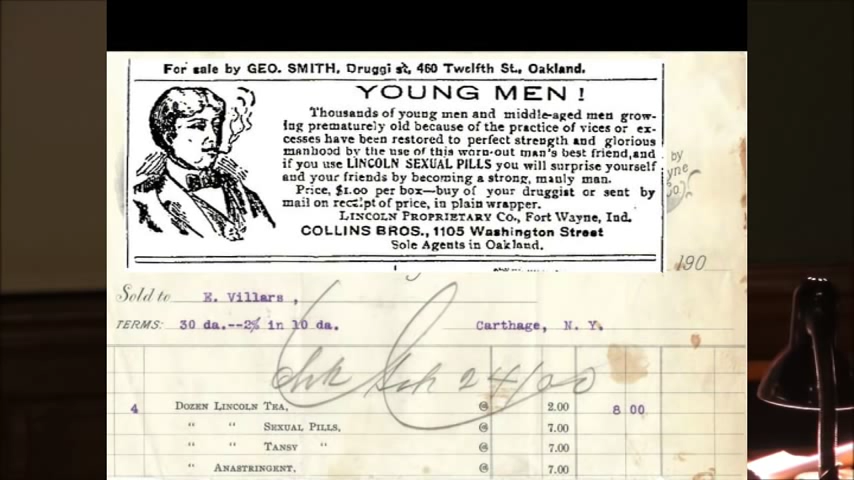 For sale by GEO. SMITH, Druggist, 460 Twelfth St., Oakland.
YOUNG MEN!
Thousands of young men and middle-aged men grow-
ing prematurely old because of the practice of vices or ex-
cesses have been restored to perfect strength and glorious
manhood by the use of this worn-out man's best friend, and
if you use LINCOLN SEXUAL PILLS you will surprise yourself
and your friends by becoming a strong, manly man.
Price, $1.00 per box—buy of your druggist or sent by
mail on receipt of price, in plain wrapper.
LINCOLN PROPRIETARY CO., Fort Wayne, Ind.
COLLINS BROS., 1105 Washington Street
Sole Agents in Oakland.
by
190
Sold to E. Villars,
TERMS: 30 da.--2% in 10 da. Carthage, N. Y.
24/00
4 DOZEN LINCOLN TEA, @ 2.00 8 00
" " SEXUAL PILLS, @ 7.00
" " TANSY " @ 7.00
" ANASTRINGENT, @ 7.00